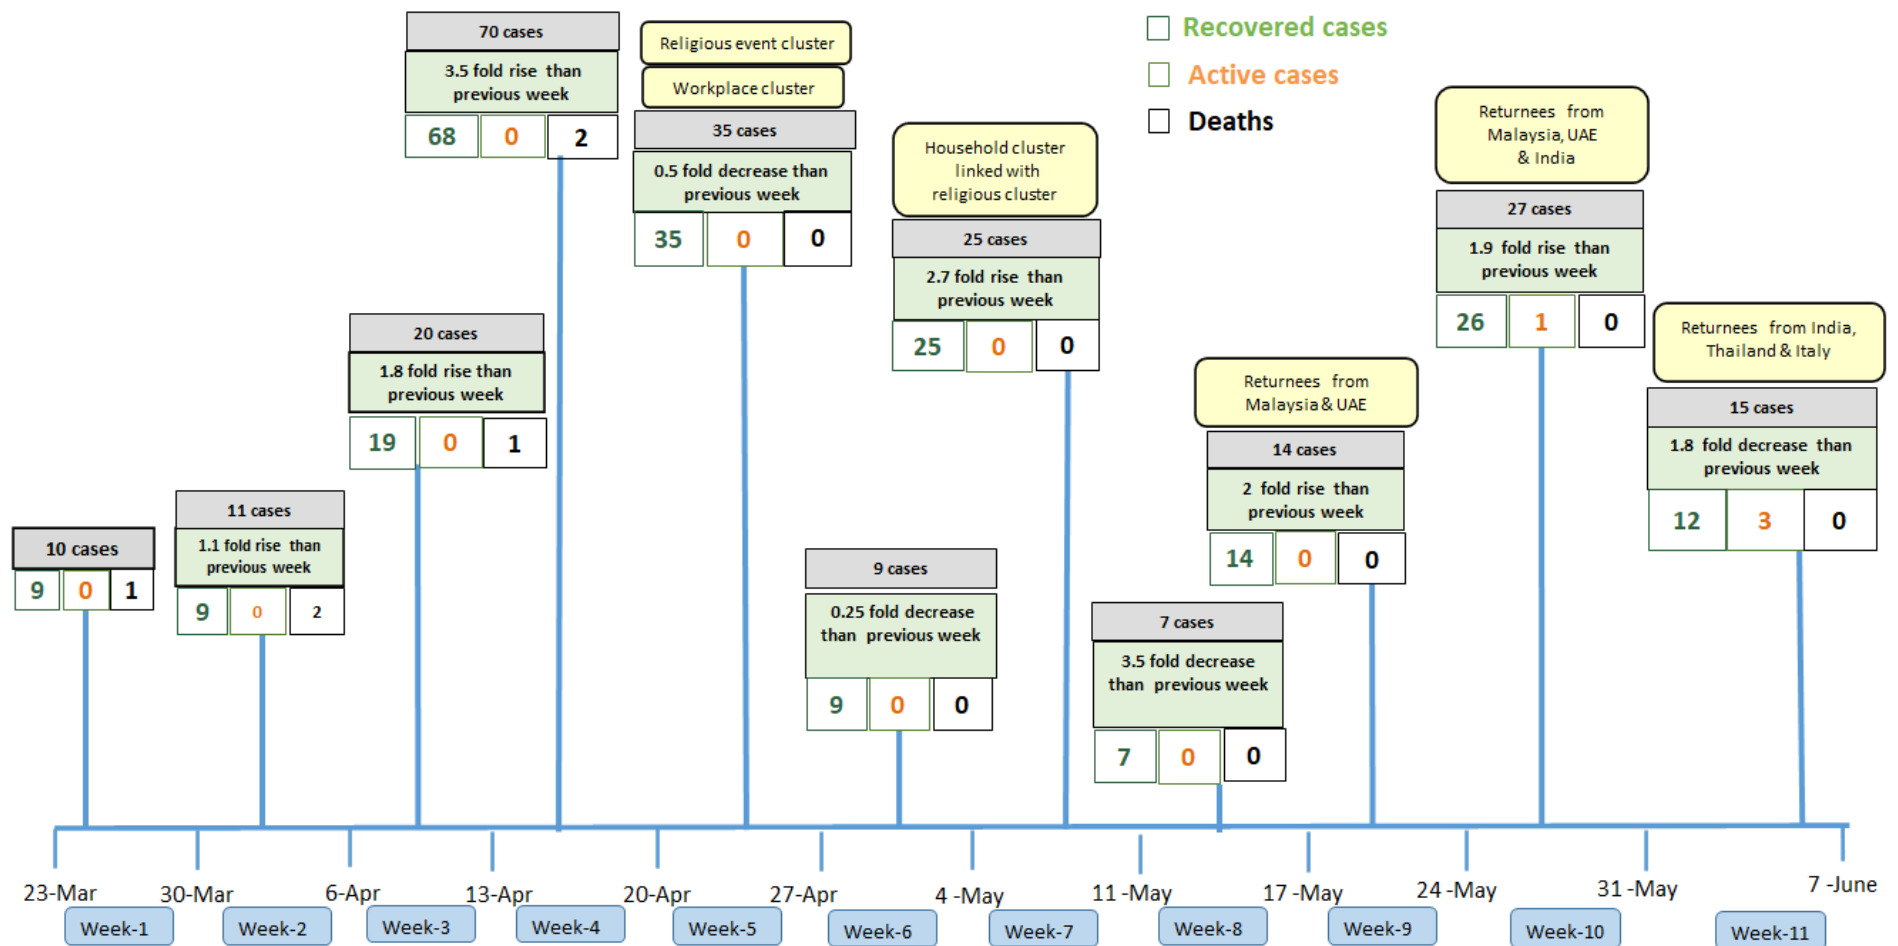 70 cases
3.5 fold rise than
previous week
68 0 2
Religious event cluster
Workplace cluster
35 cases
0.5 fold decrease than
previous week
35 0 0
Recovered cases
Active cases
Deaths
Household cluster
linked with
religious cluster
25 cases
2.7 fold rise than
previous week
25 0 0
Returnees from
Malaysia, UAE
& India
27 cases
1.9 fold rise than
previous week
26 1 0
Returnees from India,
Thailand & Italy
15 cases
1.8 fold decrease than
previous week
12 3 0
20 cases
1.8 fold rise than
previous week
19 0 1
Returnees from
Malaysia & UAE
14 cases
2 fold rise than
previous week
14 0 0
10 cases
9 0 1
11 cases
1.1 fold rise than
previous week
9 0 2
9 cases
0.25 fold decrease
than previous week
9 0 0
7 cases
3.5 fold decrease
than previous week
7 0 0
23-Mar 30-Mar 6-Apr 13-Apr 20-Apr 27-Apr 4 -May 11 -May 17 -May 24 -May 31 -May 7 -June
Week-1 Week-2 Week-3 Week-4 Week-5 Week-6 Week-7 Week-8 Week-9 Week-10 Week-11